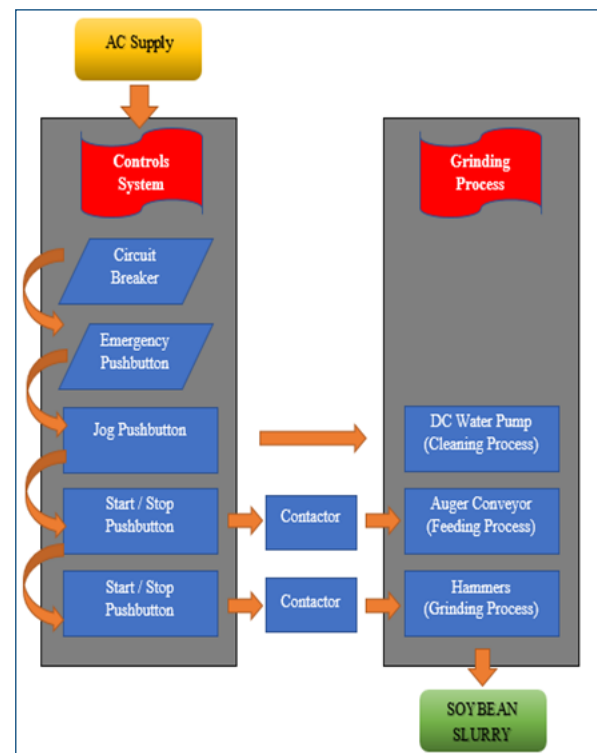 AC Supply
Controls
System
Grinding
Process
Circuit
Breaker
Emergency
Pushbutton
Jog Pushbutton
DC Water Pump
(Cleaning Process)
Start / Stop
Pushbutton
Contactor
Auger Conveyor
(Feeding Process)
Start / Stop
Pushbutton
Contactor
Hammers
(Grinding Process)
SOYBEAN
SLURRY